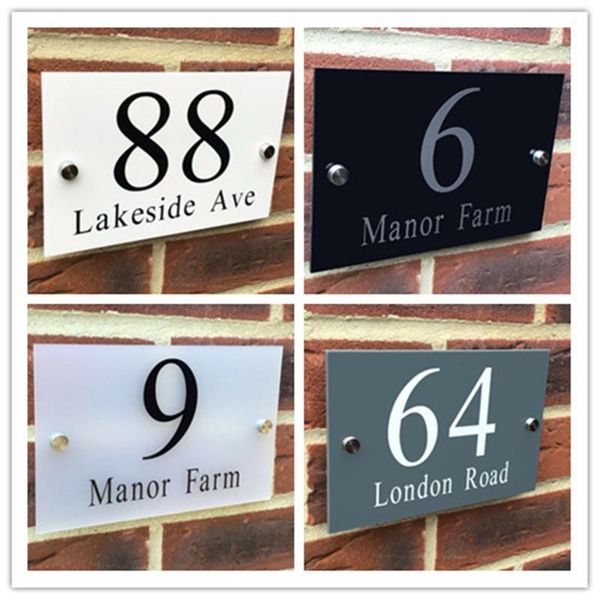 88
Lakeside Ave
6
Manor Farm
9
Manor Farm
64
London Road